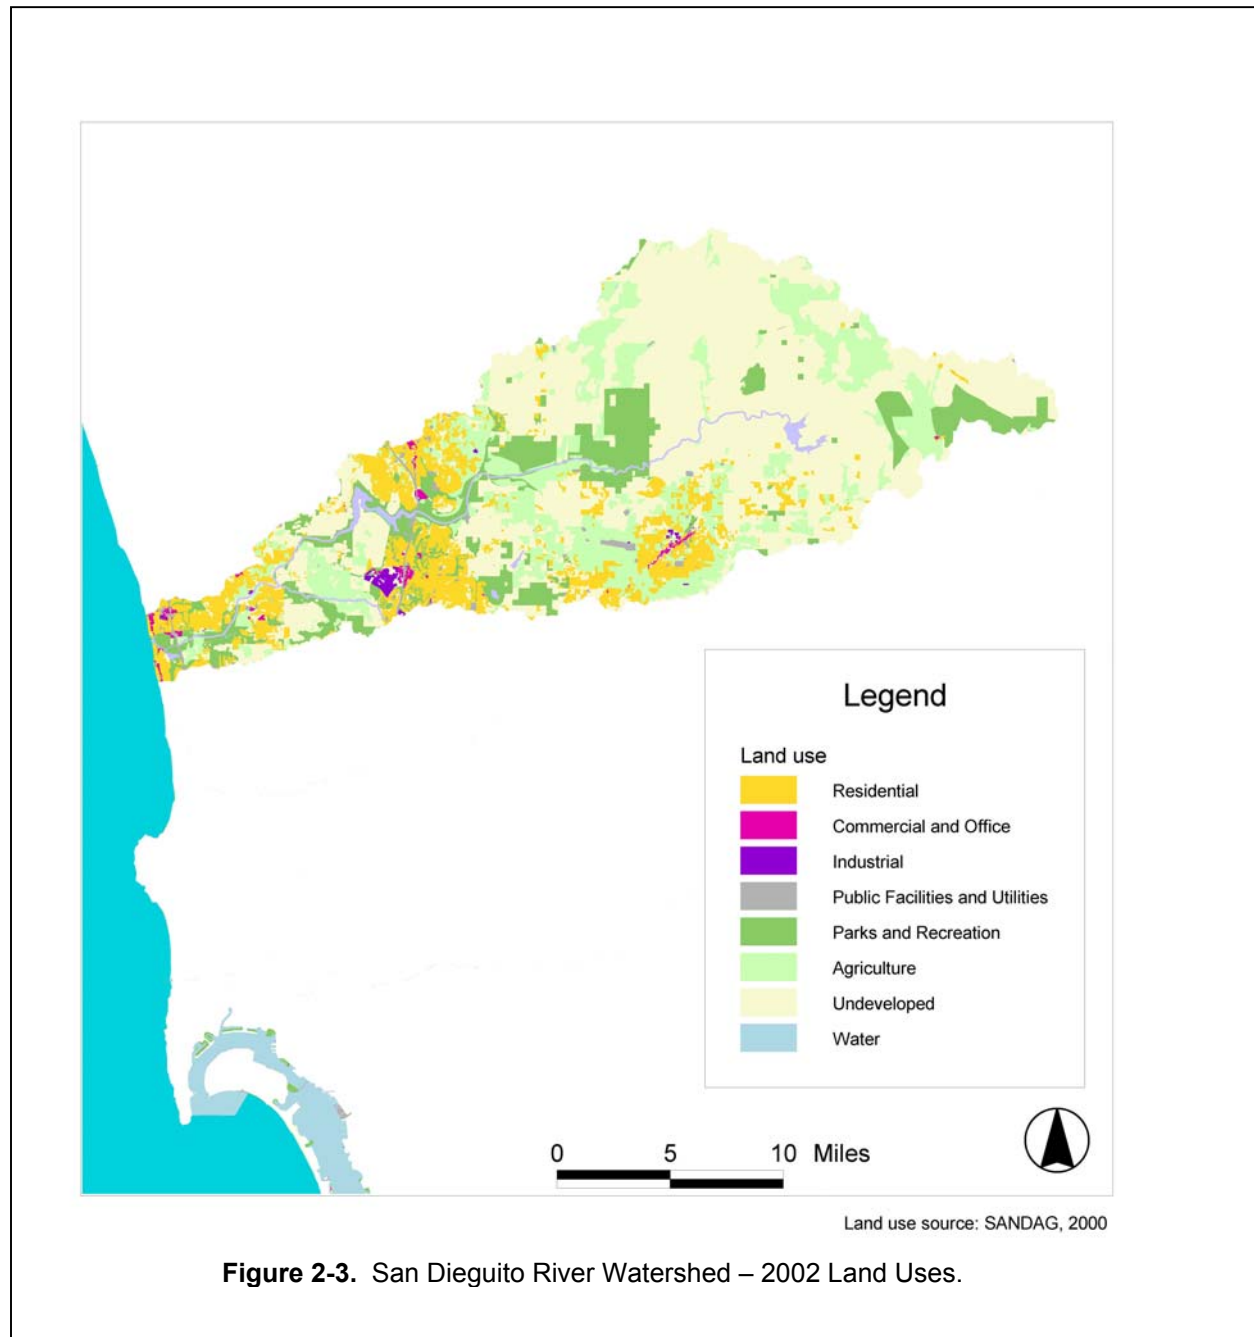 Legend
Land use
Residential
Commercial and Office
Industrial
Public Facilities and Utilities
Parks and Recreation
Agriculture
Undeveloped
Water
0 5 10 Miles
Land use source: SANDAG, 2000
Figure 2-3. San Dieguito River Watershed – 2002 Land Uses.